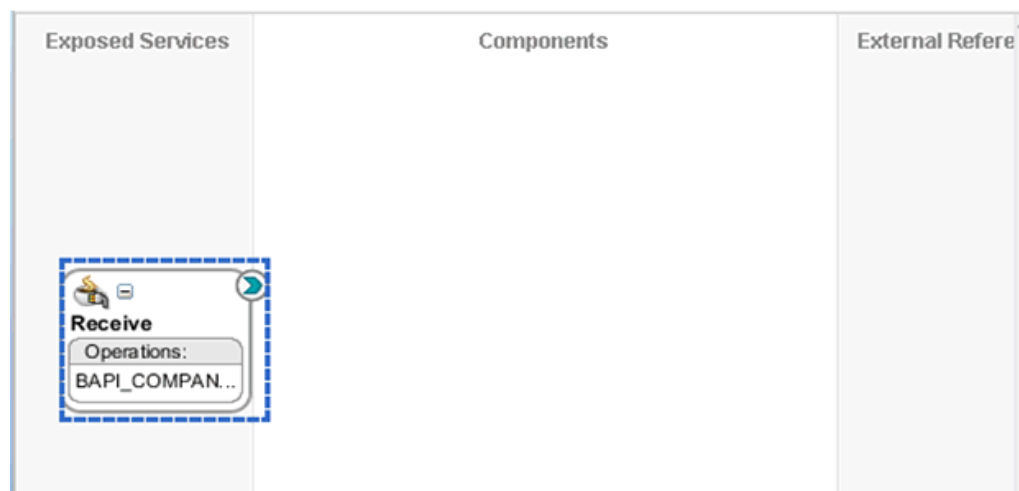 Exposed Services
Components
External Refere
Receive
Operations:
BAPI_COMPAN...